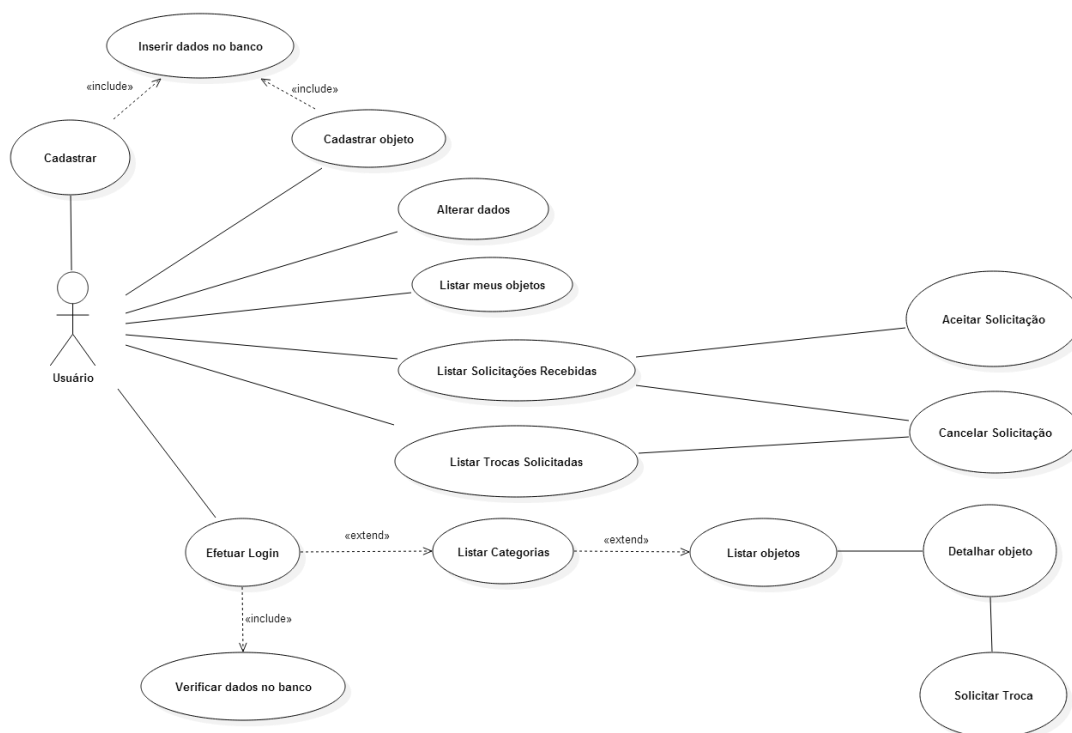 Inserir dados no banco
«include»
«include»
Cadastrar objeto
Cadastrar
Alterar dados
Listar meus objetos
Aceitar Solicitação
Listar Solicitações Recebidas
Usuário
Cancelar Solicitação
Listar Trocas Solicitadas
«extend»
«extend»
Efetuar Login
Listar Categorias
Listar objetos
Detalhar objeto
«include»
Verificar dados no banco
Solicitar Troca